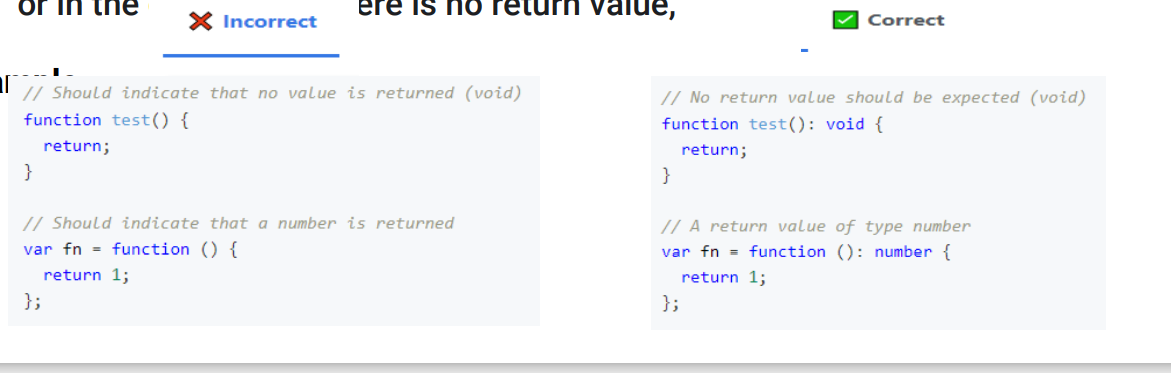 or in the
ere is no return value,
❌ Incorrect
✅ Correct
// Should indicate that no value is returned (void)
function test() {
  return;
}
// Should indicate that a number is returned
var fn = function () {
  return 1;
};
// No return value should be expected (void)
function test(): void {
  return;
}
// A return value of type number
var fn = function (): number {
  return 1;
};